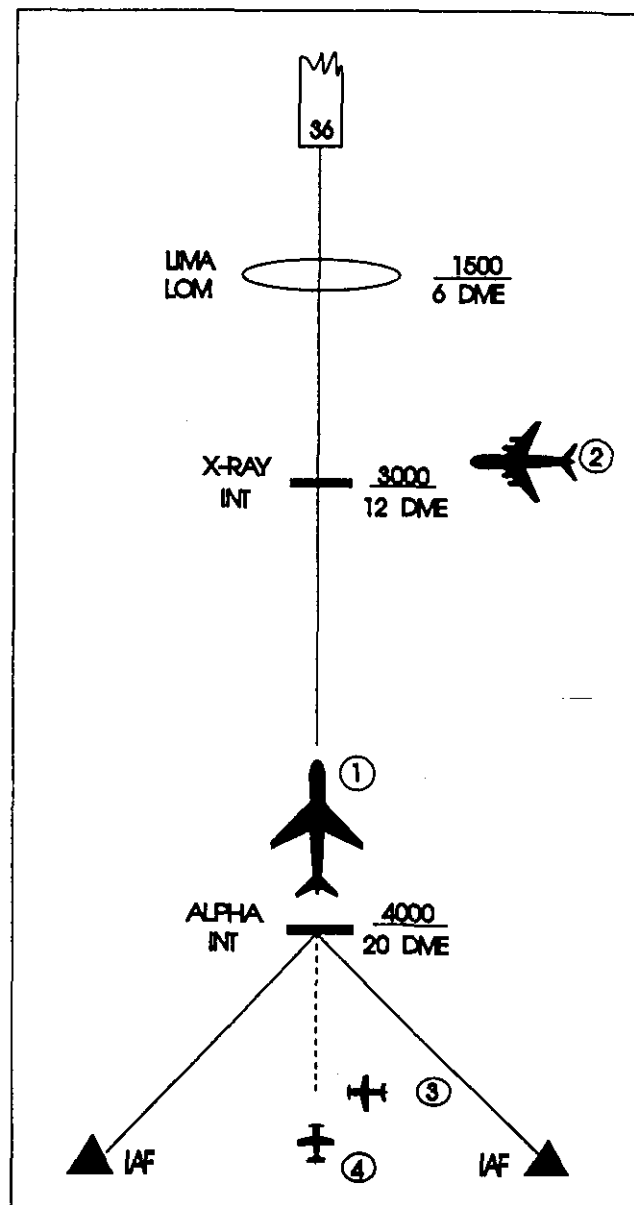 36
LIMA
LOM
1500
6 DME
X-RAY
INT
3000
12 DME
2
1
ALPHA
INT
4000
20 DME
3
4
IAF
IAF